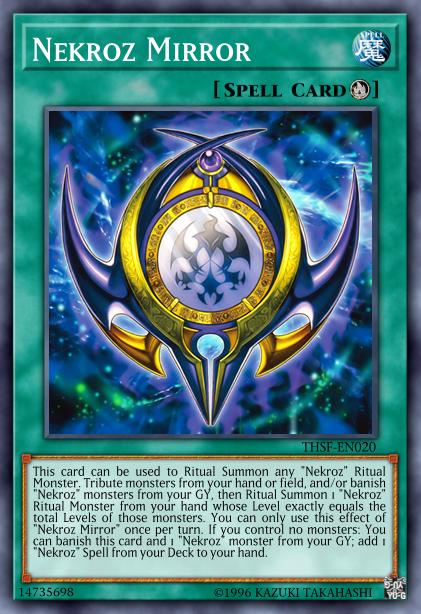 Nekroz Mirror
SPELL
魔
[Spell Card]
THSF-EN020
This card can be used to Ritual Summon any "Nekroz" Ritual
Monster. Tribute monsters from your hand or field, and/or banish
"Nekroz" monsters from your GY, then Ritual Summon 1 "Nekroz"
Ritual Monster from your hand whose Level exactly equals the
total Levels of those monsters. You can only use this effect of
"Nekroz Mirror" once per turn. If you control no monsters: You
can banish this card and 1 "Nekroz" monster from your GY; add 1
"Nekroz" Spell from your Deck to your hand.
14735698
©1996 KAZUKI TAKAHASHI